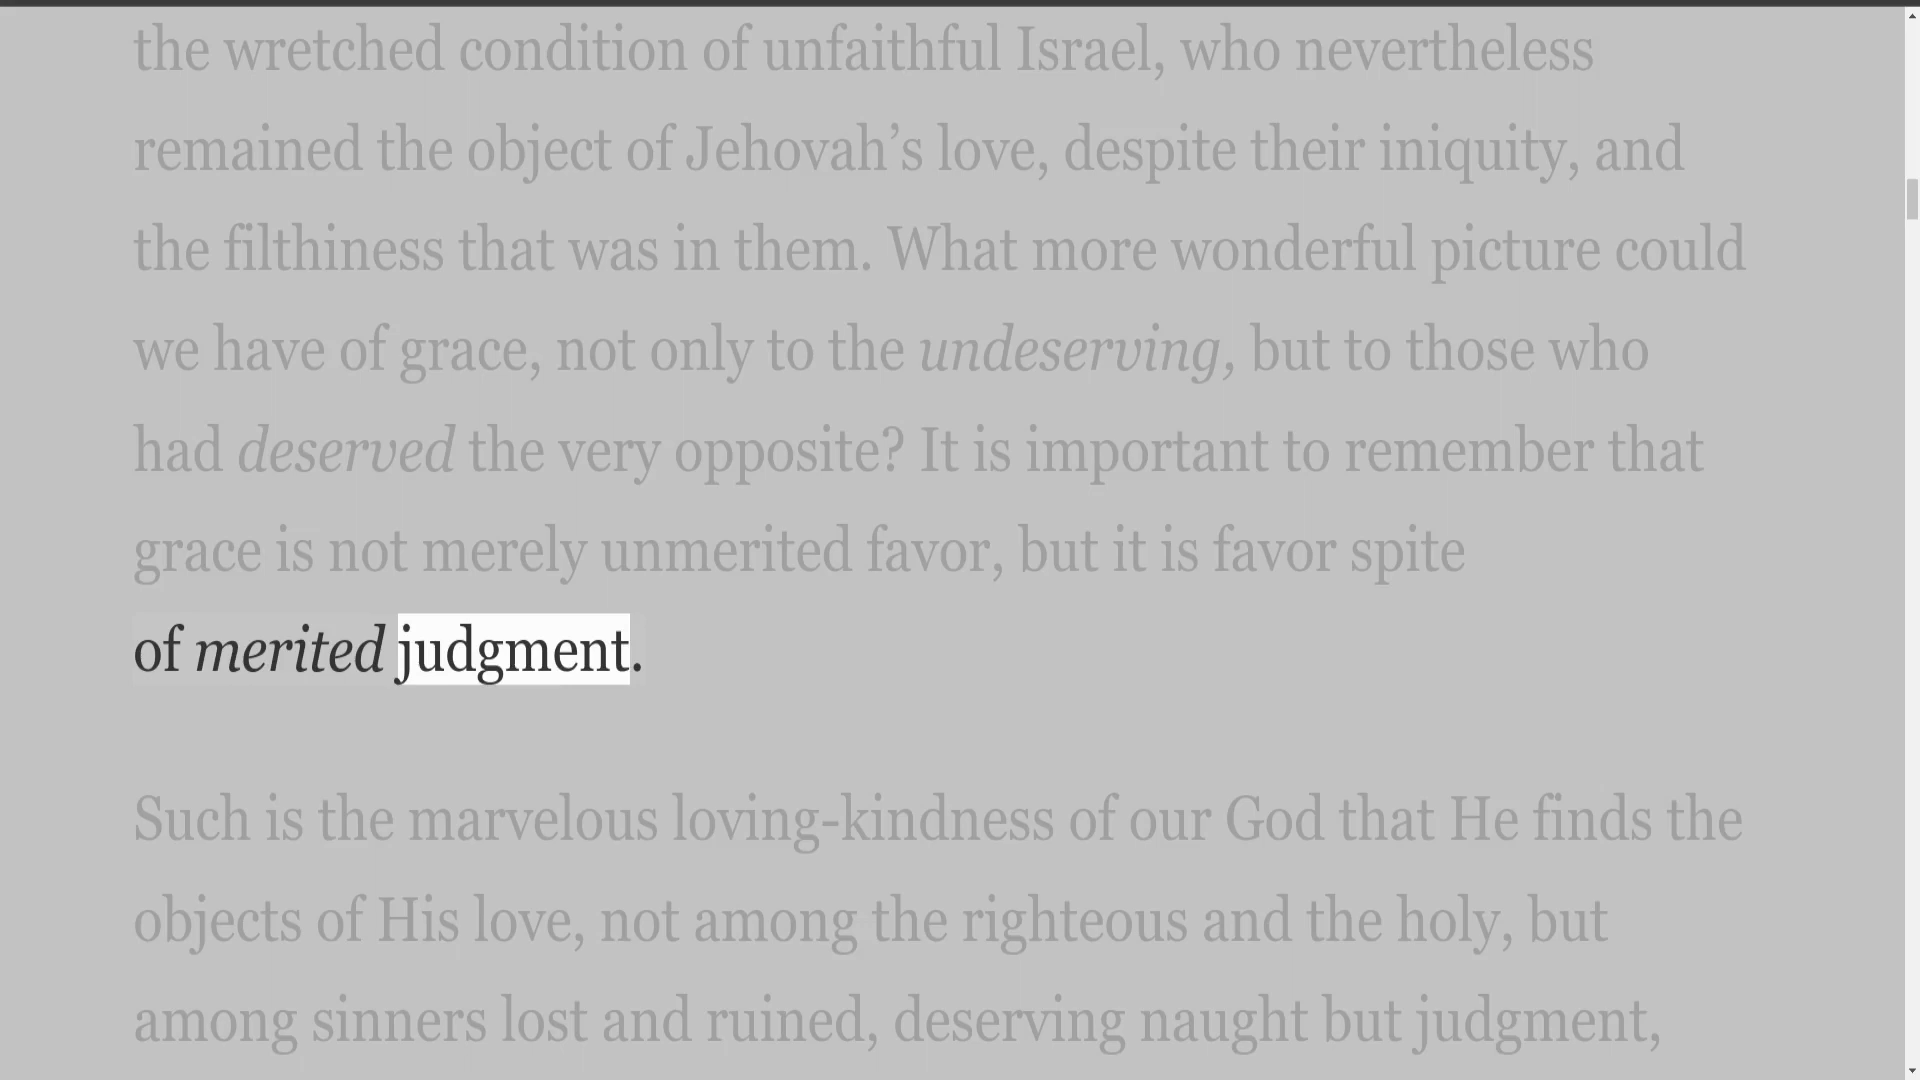 the wretched condition of unfaithful Israel, who nevertheless
remained the object of Jehovah’s love, despite their iniquity, and
the filthiness that was in them. What more wonderful picture could
we have of grace, not only to the undeserving, but to those who
had deserved the very opposite? It is important to remember that
grace is not merely unmerited favor, but it is favor spite
of merited judgment.
Such is the marvelous loving-kindness of our God that He finds the
objects of His love, not among the righteous and the holy, but
among sinners lost and ruined, deserving naught but judgment,